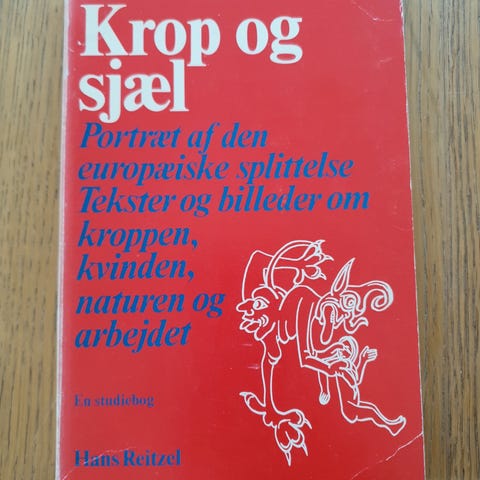 Krop og
sjæl
Portræt af den
europæiske splittelse
Tekster og billeder om
kroppen,
kvinden,
naturen og
arbejdet
En studiebog
Hans Reitzel